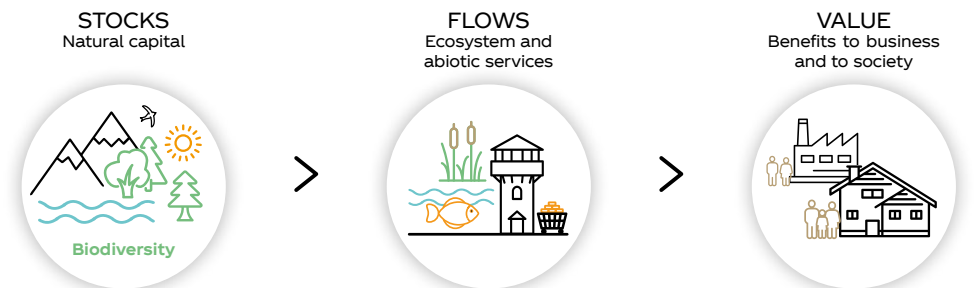 STOCKS
Natural capital
FLOWS
Ecosystem and
abiotic services
VALUE
Benefits to business
and to society
Biodiversity